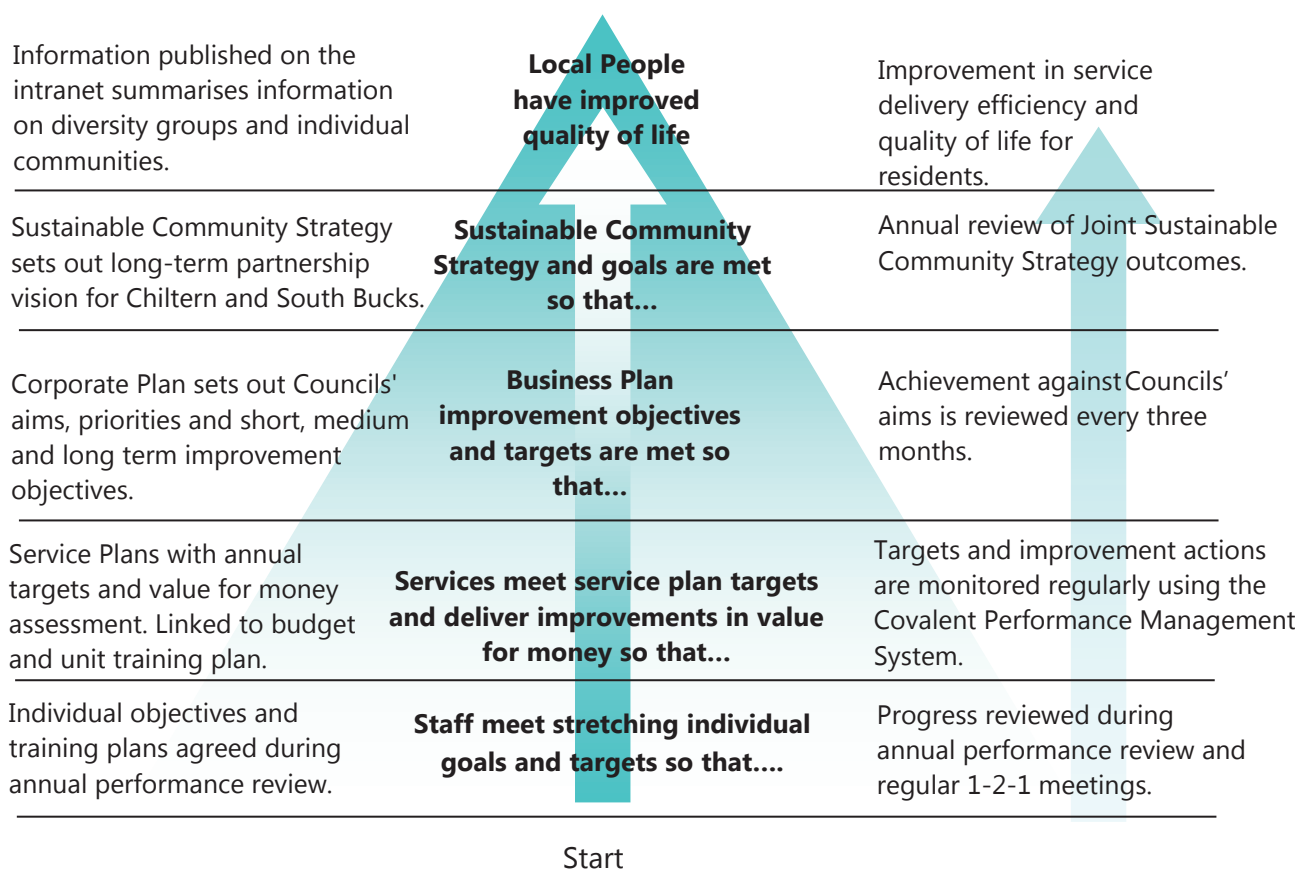 Information published on the
intranet summarises information
on diversity groups and individual
communities.
Local People
have improved
quality of life
Improvement in service
delivery efficiency and
quality of life for
residents.
Sustainable Community Strategy
sets out long-term partnership
vision for Chiltern and South Bucks.
Sustainable Community
Strategy and goals are met
so that…
Annual review of Joint Sustainable
Community Strategy outcomes.
Corporate Plan sets out Councils'
aims, priorities and short, medium
and long term improvement
objectives.
Business Plan
improvement objectives
and targets are met so
that…
Achievement against Councils’
aims is reviewed every three
months.
Service Plans with annual
targets and value for money
assessment. Linked to budget
and unit training plan.
Services meet service plan targets
and deliver improvements in value
for money so that…
Targets and improvement actions
are monitored regularly using the
Covalent Performance Management
System.
Individual objectives and
training plans agreed during
annual performance review.
Staff meet stretching individual
goals and targets so that….
Progress reviewed during
annual performance review and
regular 1-2-1 meetings.
Start